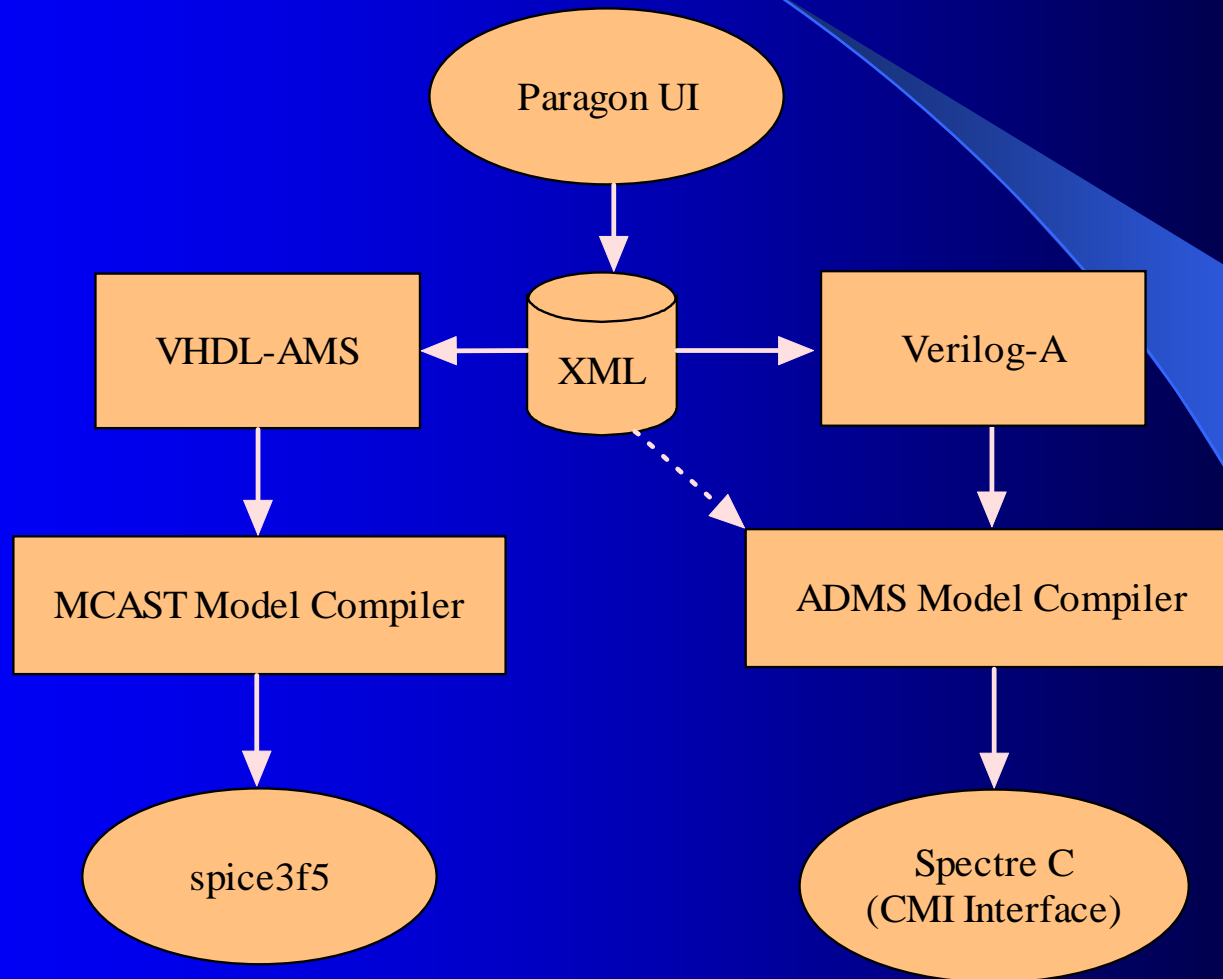 Paragon UI
VHDL-AMS
XML
Verilog-A
MCAST Model Compiler
ADMS Model Compiler
spice3f5
Spectre C
(CMI Interface)